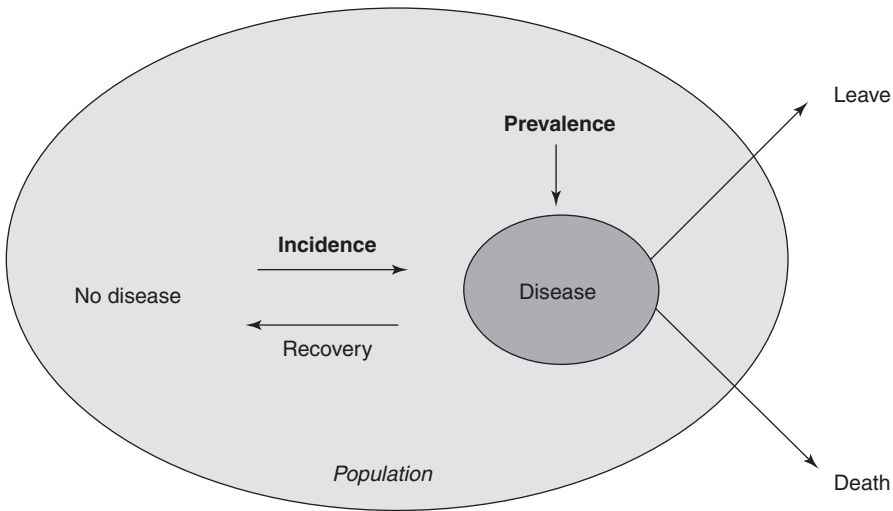 Leave
Prevalence
Incidence
No disease
Disease
Recovery
Population
Death